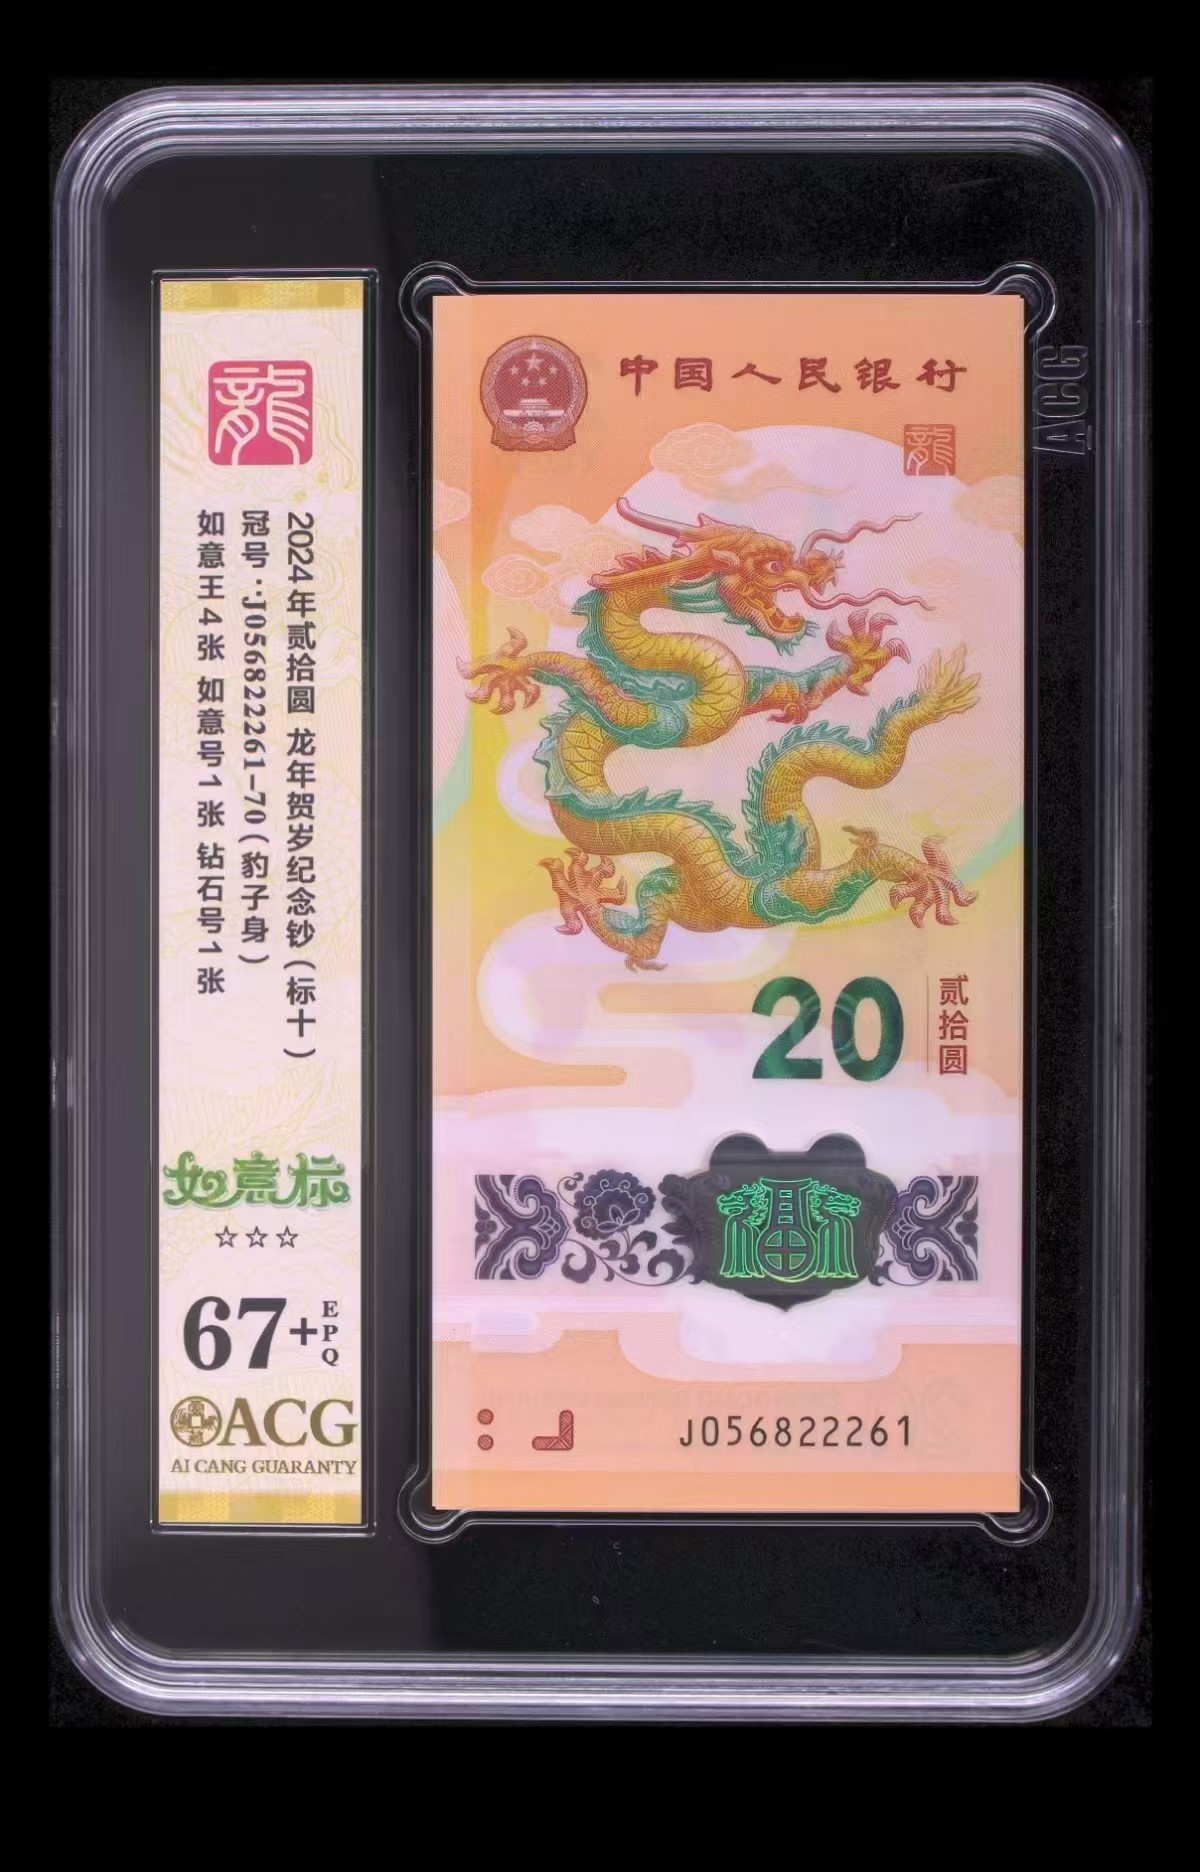 龍
2024年贰拾圆 龙年贺岁纪念钞(标十)
冠号:J056822261-70(豹子身)
如意王4张 如意号1张 钻石号1张
如意标
☆☆☆
67+EPQ
ACG
AI CANG GUARANTY
中国人民银行
龍
20
贰拾圆
福
J056822261
ACG